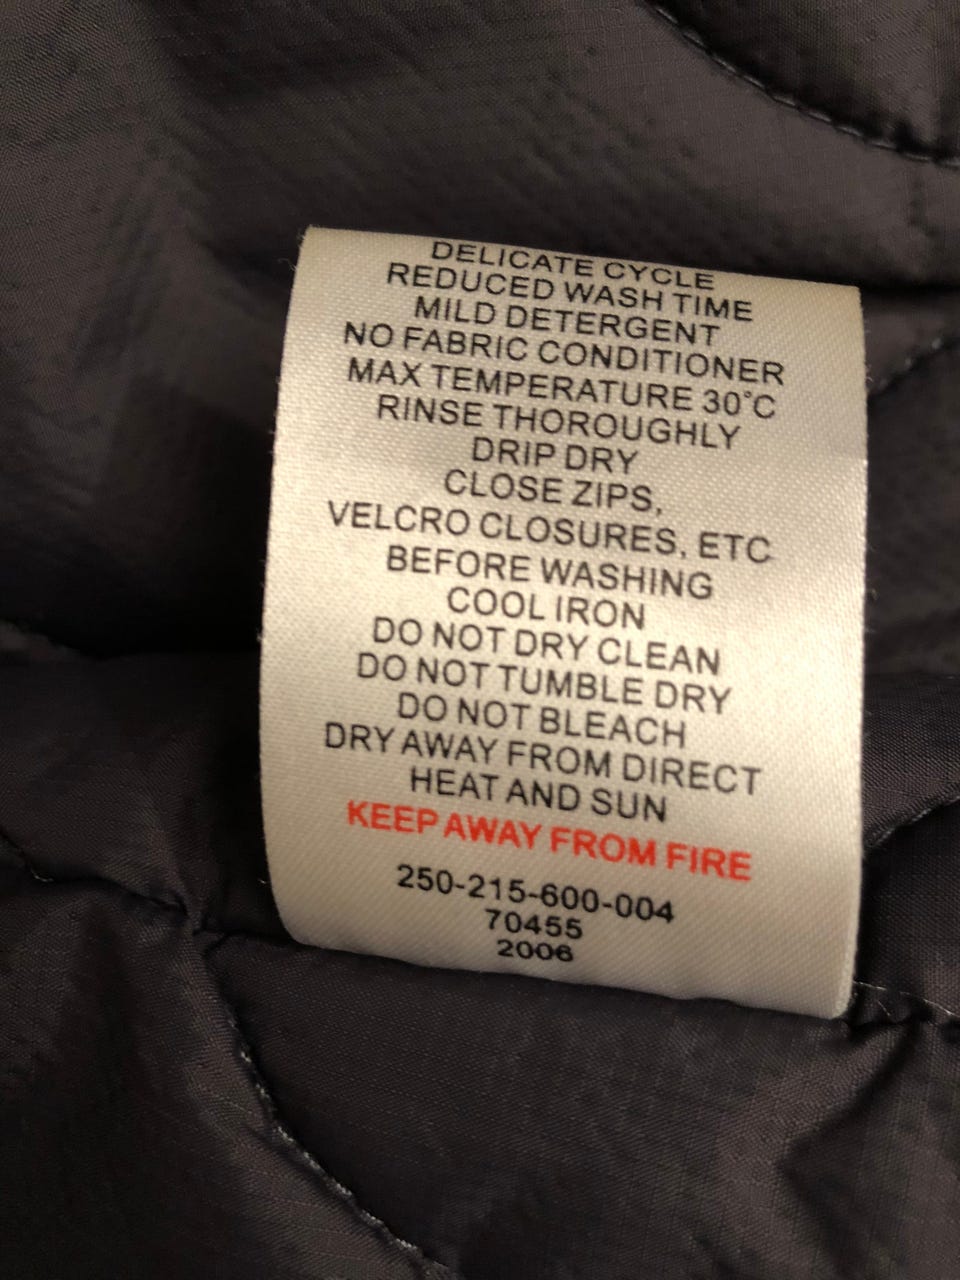 DELICATE CYCLE
REDUCED WASH TIME
MILD DETERGENT
NO FABRIC CONDITIONER
MAX TEMPERATURE 30°C
RINSE THOROUGHLY
DRIP DRY
CLOSE ZIPS,
VELCRO CLOSURES, ETC
BEFORE WASHING
COOL IRON
DO NOT DRY CLEAN
DO NOT TUMBLE DRY
DO NOT BLEACH
DRY AWAY FROM DIRECT
HEAT AND SUN
KEEP AWAY FROM FIRE
250-215-600-004
70455
2006